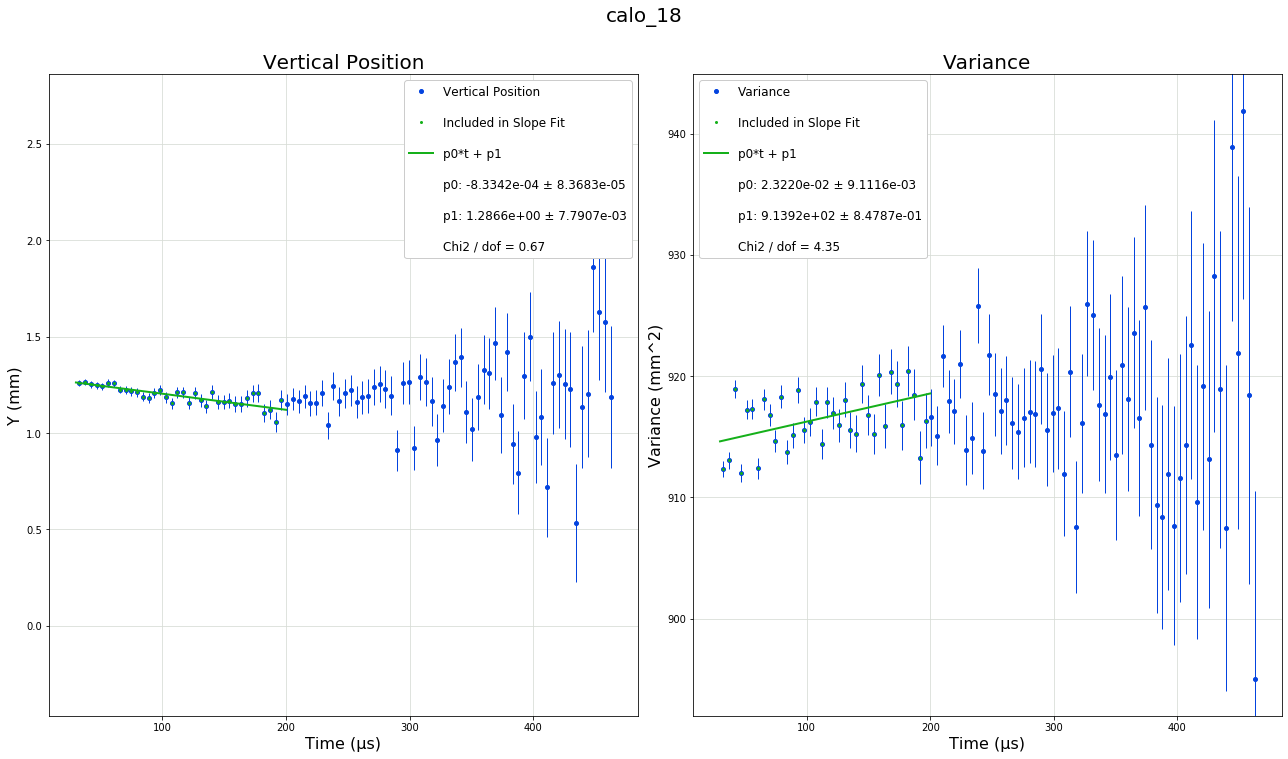 calo_18
Vertical Position
Y (mm)
2.5
2.0
1.5
1.0
0.5
0.0
100
200
300
400
Time (μs)
Vertical Position
Included in Slope Fit
p0*t + p1
p0: -8.3342e-04 ± 8.3683e-05
p1: 1.2866e+00 ± 7.7907e-03
Chi2 / dof = 0.67
Variance
Variance (mm^2)
940
930
920
910
900
100
200
300
400
Time (μs)
Variance
Included in Slope Fit
p0*t + p1
p0: 2.3220e-02 ± 9.1116e-03
p1: 9.1392e+02 ± 8.4787e-01
Chi2 / dof = 4.35